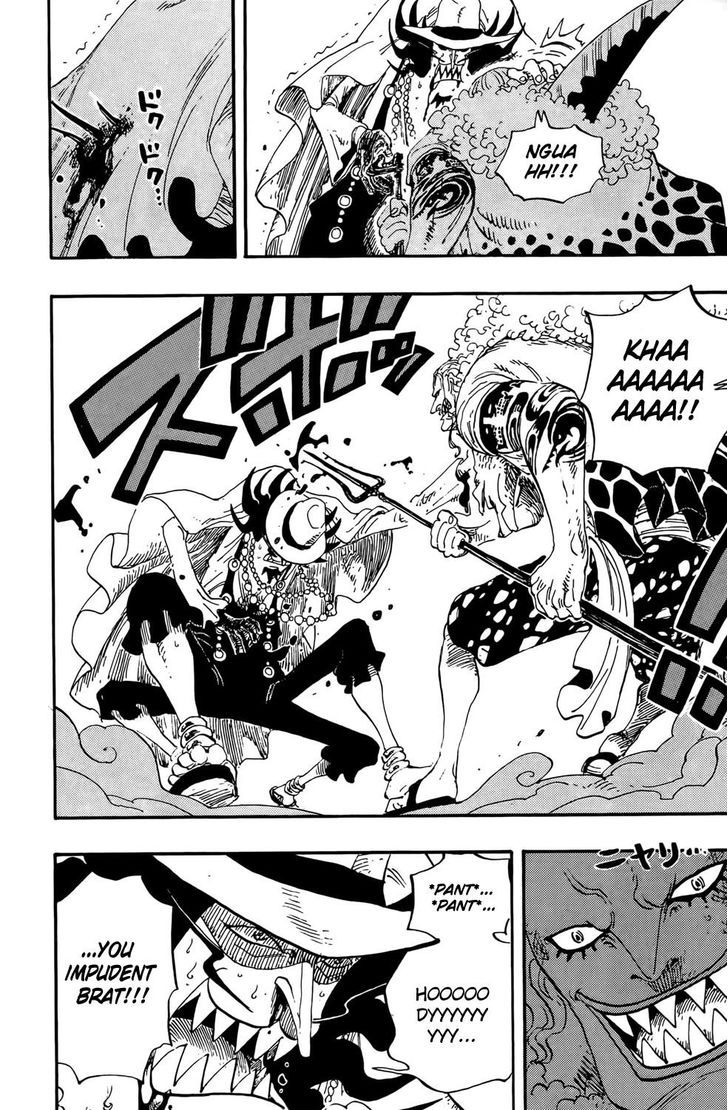 NGUA
HH!!!
ドク
ドク…
KHAA
AAAAAA
AAAA!!
ニヤリ…
*PANT*...
*PANT*...
HOOOOO
DYYYYYY
YYY...
...YOU
IMPUDENT
BRAT!!!